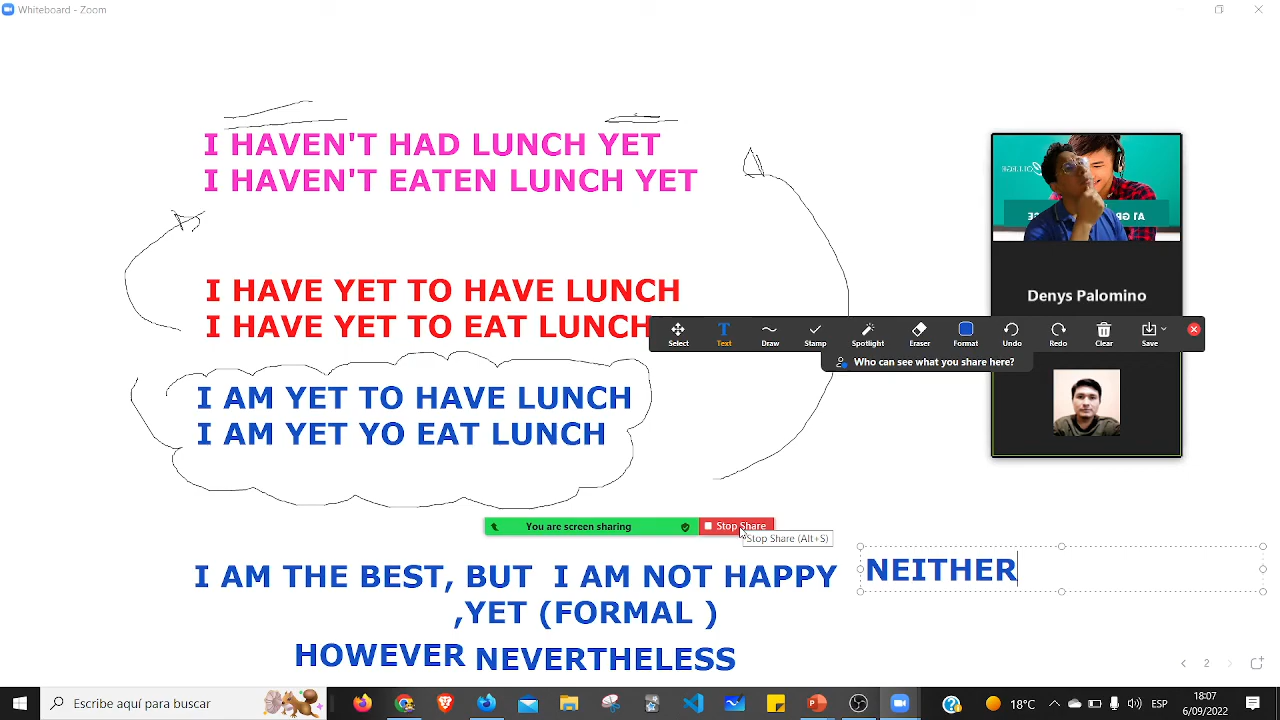 Whiteboard - Zoom
I HAVEN'T HAD LUNCH YET
I HAVEN'T EATEN LUNCH YET
I HAVE YET TO HAVE LUNCH
I HAVE YET TO EAT LUNCH
I AM YET TO HAVE LUNCH
I AM YET YO EAT LUNCH
Denys Palomino
Select
Text
Draw
Stamp
Spotlight
Eraser
Format
Undo
Redo
Clear
Save
Who can see what you share here?
You are screen sharing
Stop Share
Stop Share (Alt+S)
I AM THE BEST, BUT I AM NOT HAPPY
,YET (FORMAL )
HOWEVER NEVERTHELESS
NEITHER
2
Escribe aquí para buscar
18°C
ESP
18:07
6/09/2022